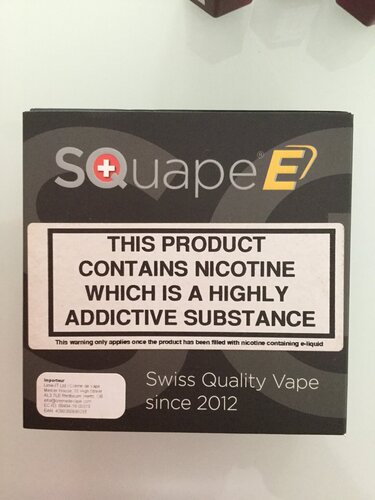 SQuape® E
THIS PRODUCT
CONTAINS NICOTINE
WHICH IS A HIGHLY
ADDICTIVE SUBSTANCE
This warning only applies once the product has been filled with nicotine containing e-liquid
Importeur
Swiss Quality Vape
since 2012